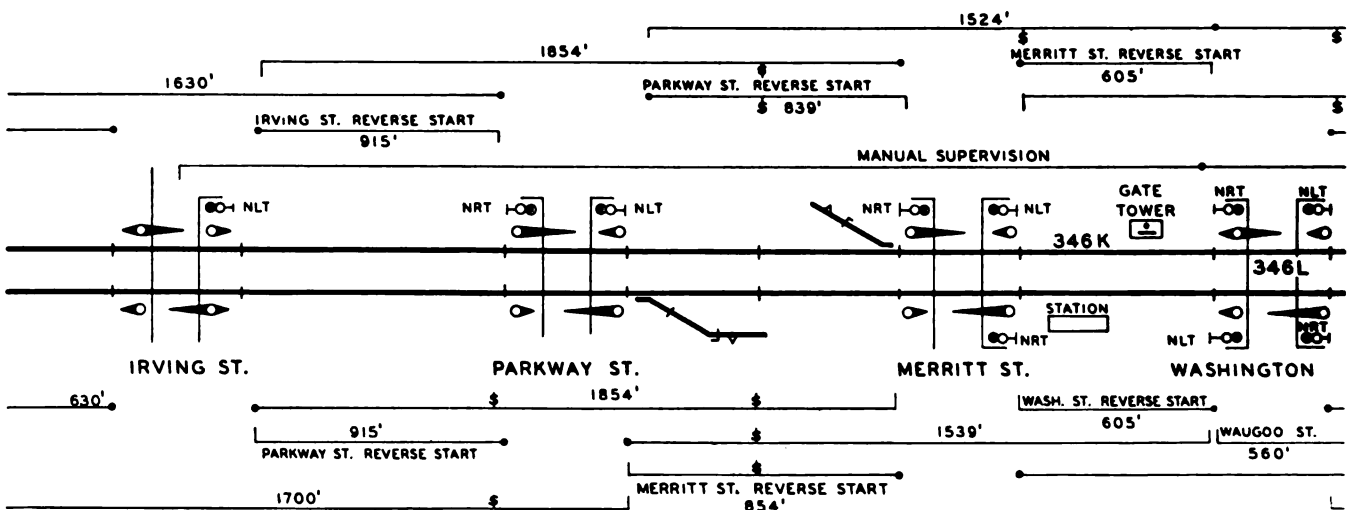 1524'
$ $
1854' MERRITT ST. REVERSE START
$
1630' PARKWAY ST. REVERSE START 605'
$ 839' $
IRVING ST. REVERSE START
915'
MANUAL SUPERVISION
GATE TOWER
NLT NRT NLT NRT NLT NRT NLT
346K
346L
STATION
NRT NLT NRT
IRVING ST. PARKWAY ST. MERRITT ST. WASHINGTON
630' $ 1854' $ WASH. ST. REVERSE START
605'
915' $ 1539' WAUGOO ST.
PARKWAY ST. REVERSE START 560'
$
MERRITT ST. REVERSE START
1700' $ 854'